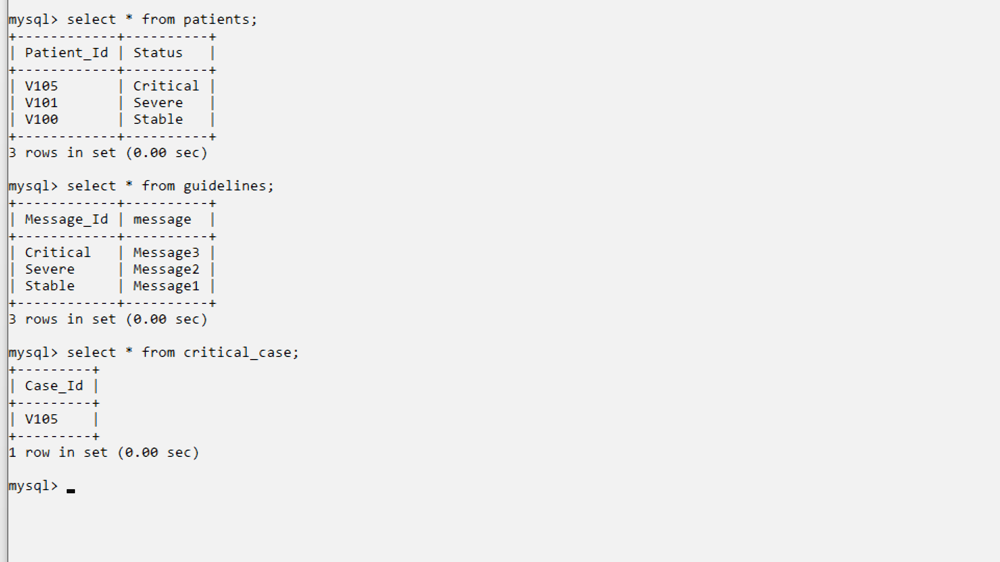 mysql> select * from patients;
+------------+----------+
| Patient_Id | Status   |
+------------+----------+
| V105       | Critical |
| V101       | Severe   |
| V100       | Stable   |
+------------+----------+
3 rows in set (0.00 sec)

mysql> select * from guidelines;
+------------+----------+
| Message_Id | message  |
+------------+----------+
| Critical   | Message3 |
| Severe     | Message2 |
| Stable     | Message1 |
+------------+----------+
3 rows in set (0.00 sec)

mysql> select * from critical_case;
+---------+
| Case_Id |
+---------+
| V105    |
+---------+
1 row in set (0.00 sec)

mysql> _